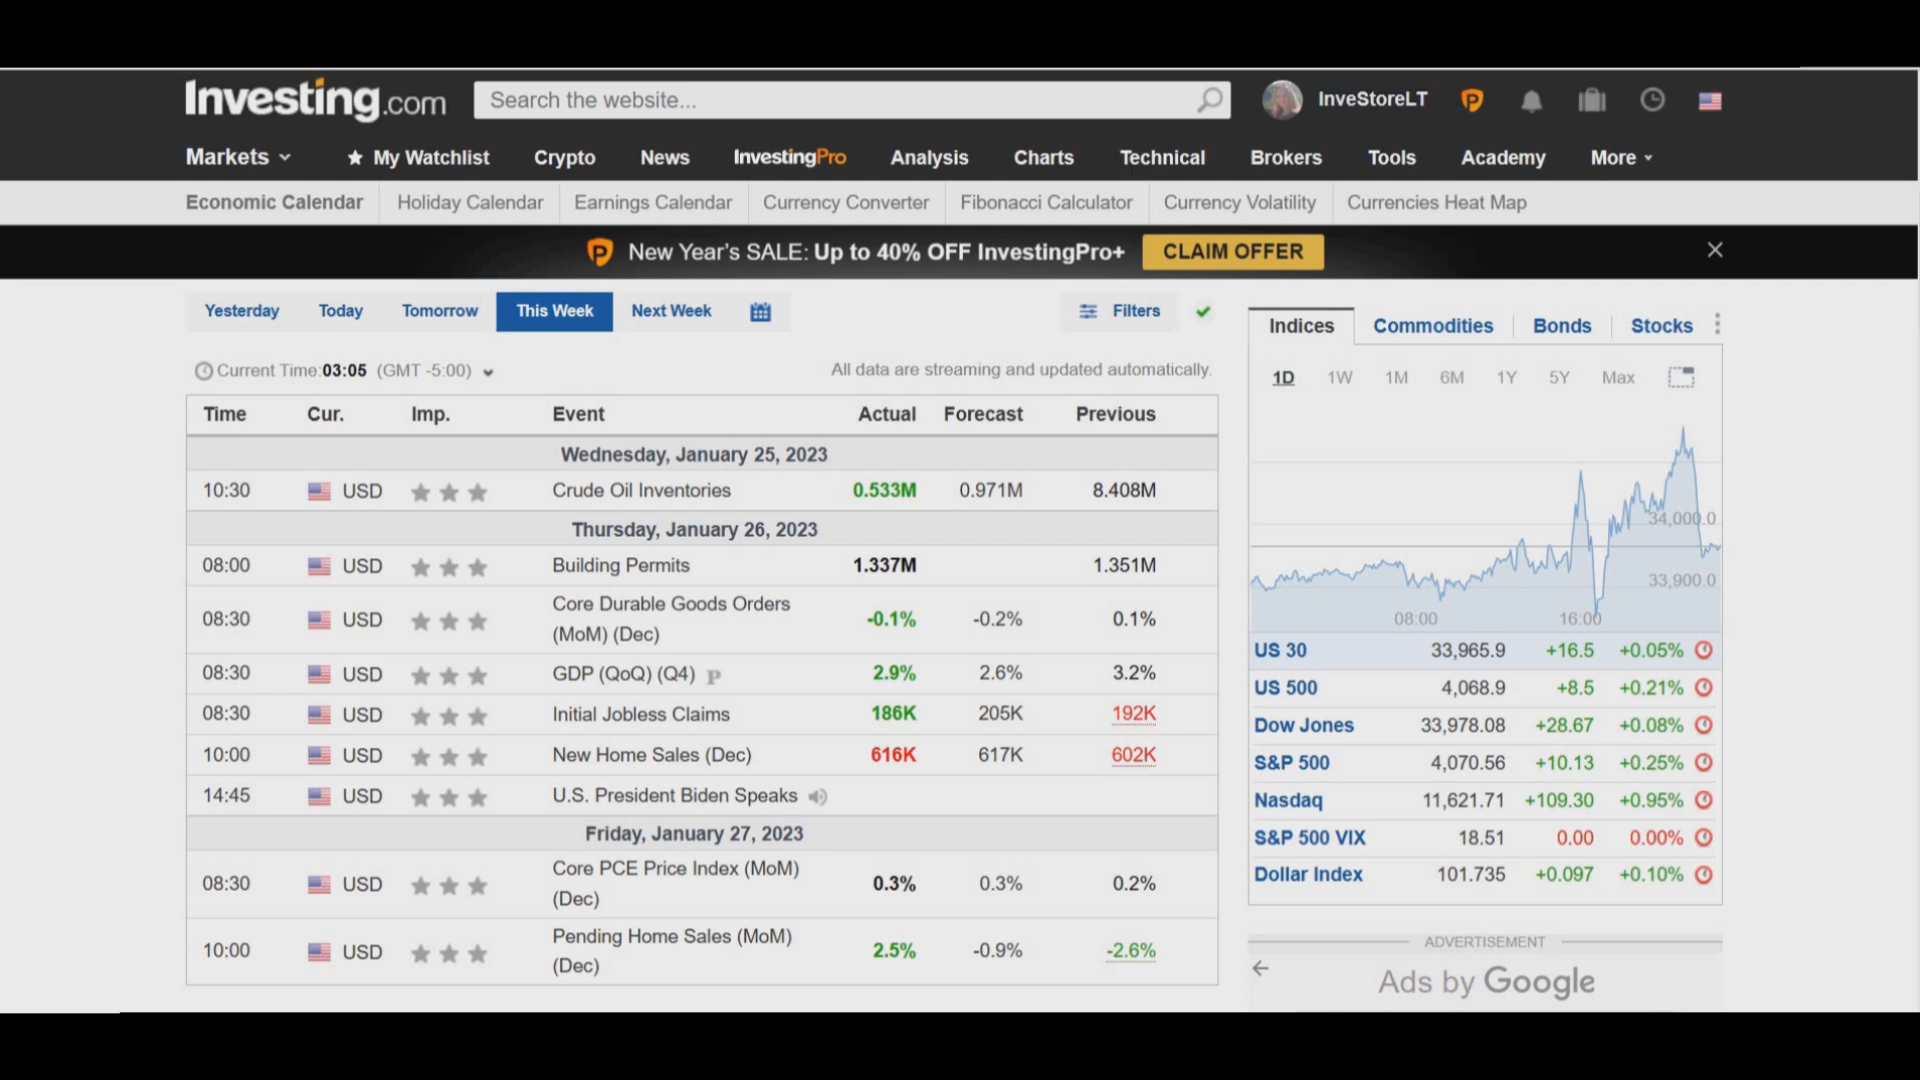 Investing.com
Search the website...
InveStoreLT
Markets
My Watchlist
Crypto
News
InvestingPro
Analysis
Charts
Technical
Brokers
Tools
Academy
More
Economic Calendar
Holiday Calendar
Earnings Calendar
Currency Converter
Fibonacci Calculator
Currency Volatility
Currencies Heat Map
New Year's SALE: Up to 40% OFF InvestingPro+
CLAIM OFFER
Yesterday
Today
Tomorrow
This Week
Next Week
Filters
Current Time:03:05 (GMT -5:00)
All data are streaming and updated automatically.
Time Cur. Imp. Event Actual Forecast Previous
Wednesday, January 25, 2023
10:30 USD Crude Oil Inventories 0.533M 0.971M 8.408M
Thursday, January 26, 2023
08:00 USD Building Permits 1.337M 1.351M
08:30 USD Core Durable Goods Orders -0.1% -0.2% 0.1%
(MoM) (Dec)
08:30 USD GDP (QoQ) (Q4) P 2.9% 2.6% 3.2%
08:30 USD Initial Jobless Claims 186K 205K 192K
10:00 USD New Home Sales (Dec) 616K 617K 602K
14:45 USD U.S. President Biden Speaks
Friday, January 27, 2023
08:30 USD Core PCE Price Index (MoM) 0.3% 0.3% 0.2%
(Dec)
10:00 USD Pending Home Sales (MoM) 2.5% -0.9% -2.6%
(Dec)
Indices
Commodities
Bonds
Stocks
1D 1W 1M 6M 1Y 5Y Max
34,000.0
33,900.0
08:00 16:00
US 30 33,965.9 +16.5 +0.05%
US 500 4,068.9 +8.5 +0.21%
Dow Jones 33,978.08 +28.67 +0.08%
S&P 500 4,070.56 +10.13 +0.25%
Nasdaq 11,621.71 +109.30 +0.95%
S&P 500 VIX 18.51 0.00 0.00%
Dollar Index 101.735 +0.097 +0.10%
ADVERTISEMENT
Ads by Google